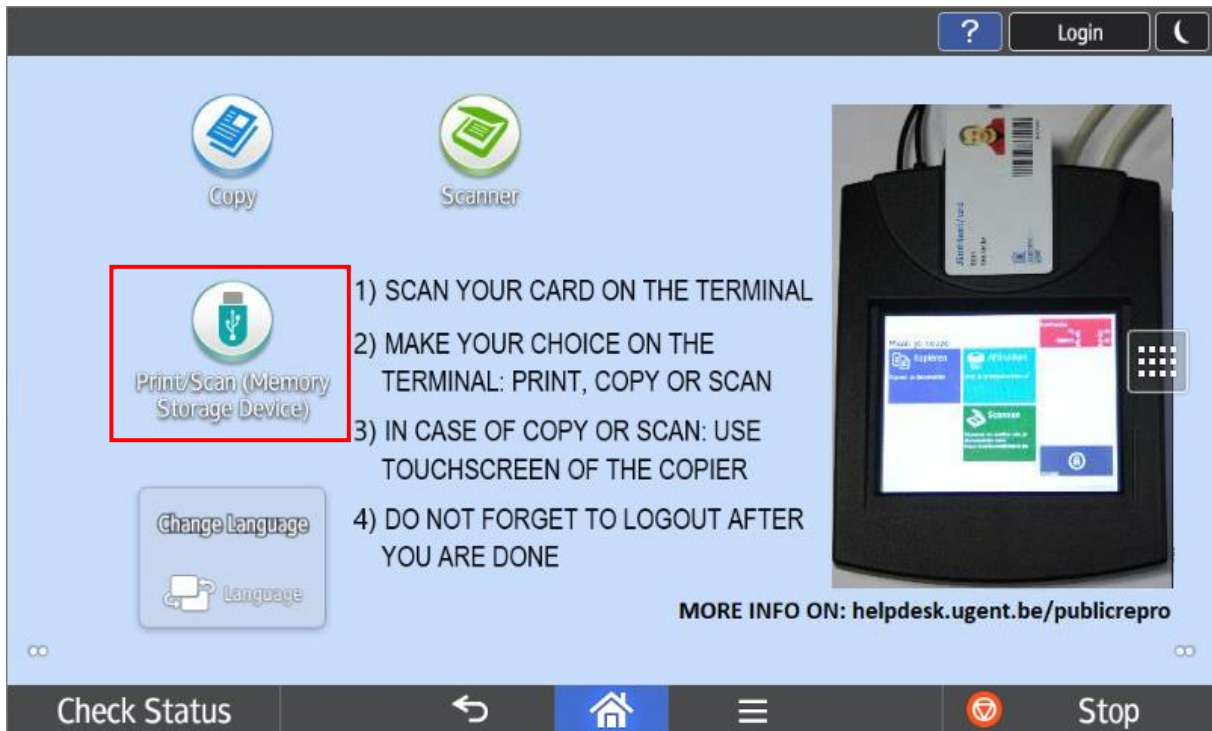 ? Login
Copy
Scanner
Print/Scan (Memory
Storage Device)
1) SCAN YOUR CARD ON THE TERMINAL
2) MAKE YOUR CHOICE ON THE
TERMINAL: PRINT, COPY OR SCAN
3) IN CASE OF COPY OR SCAN: USE
TOUCHSCREEN OF THE COPIER
4) DO NOT FORGET TO LOGOUT AFTER
YOU ARE DONE
Change Language
Language
Kopiëren
Afdrukken
Scannen
MORE INFO ON: helpdesk.ugent.be/publicrepro
Check Status
Stop